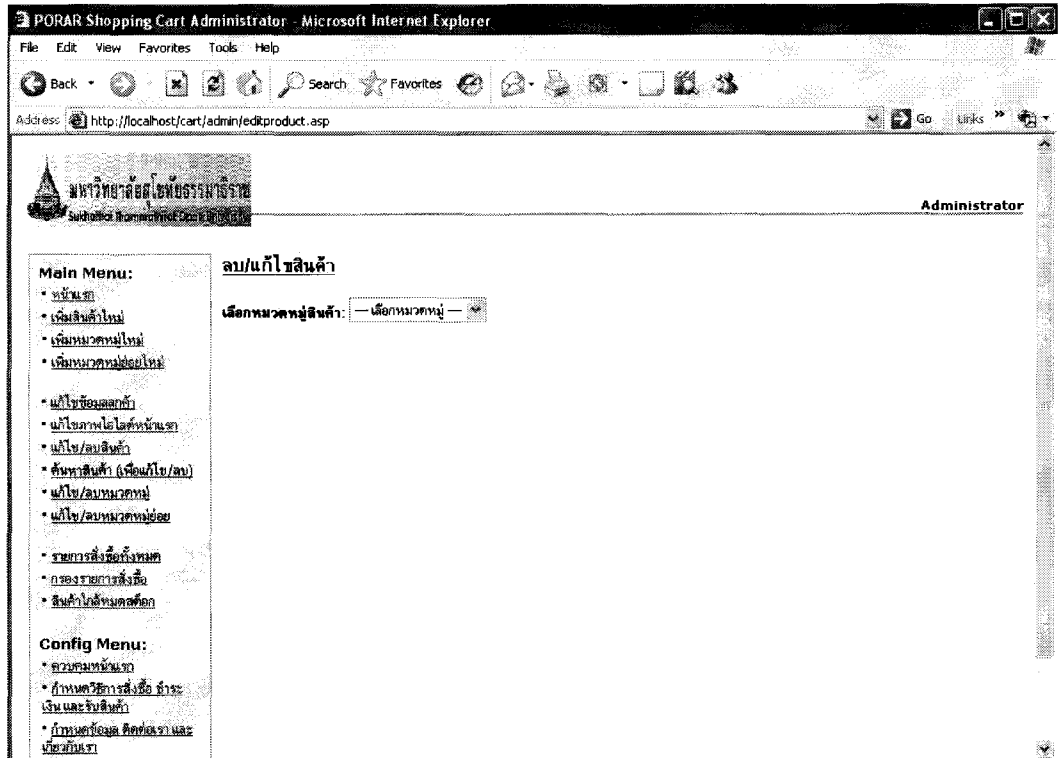 PORAR Shopping Cart Administrator - Microsoft Internet Explorer
File Edit View Favorites Tools Help
Back Search Favorites
Address http://localhost/cart/admin/editproduct.asp Go Links »
มหาวิทยาลัยสุโขทัยธรรมาธิราช
Administrator
ลบ/แก้ไขสินค้า
เลือกหมวดหมู่สินค้า: — เลือกหมวดหมู่ —
Main Menu:
• หน้าแรก
• เพิ่มสินค้าใหม่
• เพิ่มหมวดหมู่ใหม่
• เพิ่มหมวดหมู่ย่อยใหม่
• แก้ไขข้อมูลลูกค้า
• แก้ไขภาพไฮไลต์หน้าแรก
• แก้ไข/ลบสินค้า
• ค้นหาสินค้า (เพื่อแก้ไข/ลบ)
• แก้ไข/ลบหมวดหมู่
• แก้ไข/ลบหมวดหมู่ย่อย
• รายการสั่งซื้อทั้งหมด
• กรองรายการสั่งซื้อ
• สินค้าใกล้หมดสต๊อก
Config Menu:
• ควบคุมหน้าแรก
• กำหนดวิธีการสั่งซื้อ ชำระ
เงิน และรับสินค้า
• กำหนดข้อมูล ติดต่อเรา และ
เกี่ยวกับเรา